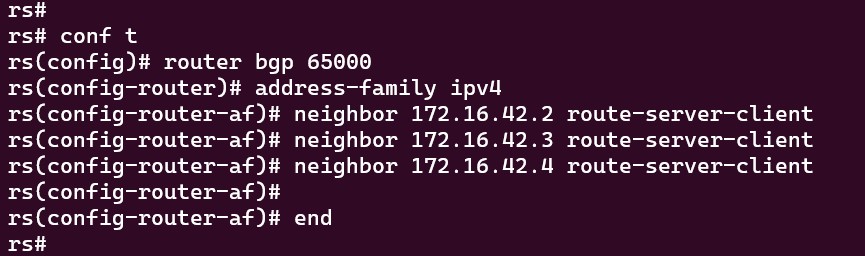 rs#
rs# conf t
rs(config)# router bgp 65000
rs(config-router)# address-family ipv4
rs(config-router-af)# neighbor 172.16.42.2 route-server-client
rs(config-router-af)# neighbor 172.16.42.3 route-server-client
rs(config-router-af)# neighbor 172.16.42.4 route-server-client
rs(config-router-af)#
rs(config-router-af)# end
rs#